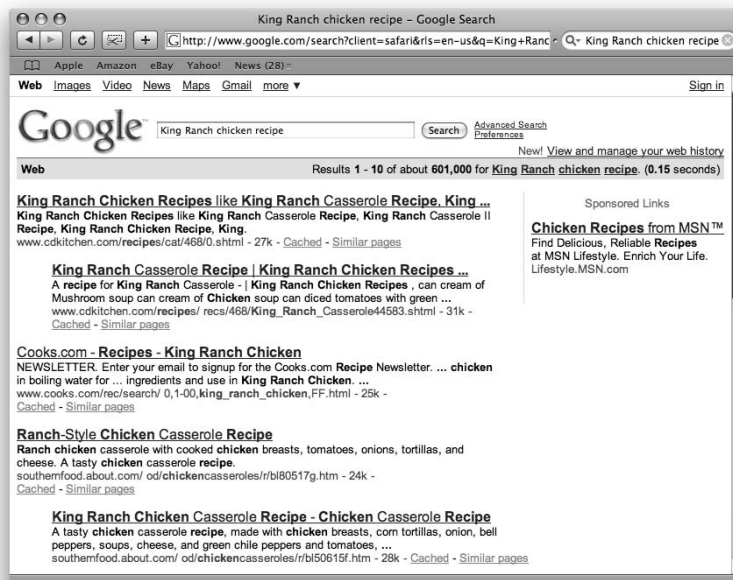 King Ranch chicken recipe – Google Search
http://www.google.com/search?client=safari&rls=en-us&q=King+Ranc
King Ranch chicken recipe
Apple Amazon eBay Yahoo! News (28)
Web Images Video News Maps Gmail more ▼ Sign in
Google King Ranch chicken recipe Search Advanced Search
Preferences
New! View and manage your web history
Web Results 1 - 10 of about 601,000 for King Ranch chicken recipe. (0.15 seconds)
King Ranch Chicken Recipes like King Ranch Casserole Recipe, King ...
King Ranch Chicken Recipes like King Ranch Casserole Recipe, King Ranch Casserole II
Recipe, King Ranch Chicken Recipe, King.
www.cdkitchen.com/recipes/cat/468/0.shtml - 27k - Cached - Similar pages
King Ranch Casserole Recipe | King Ranch Chicken Recipes ...
A recipe for King Ranch Casserole - | King Ranch Chicken Recipes , can cream of
Mushroom soup can cream of Chicken soup can diced tomatoes with green ...
www.cdkitchen.com/recipes/ recs/468/King_Ranch_Casserole44583.shtml - 31k -
Cached - Similar pages
Cooks.com - Recipes - King Ranch Chicken
NEWSLETTER. Enter your email to signup for the Cooks.com Recipe Newsletter. ... chicken
in boiling water for ... ingredients and use in King Ranch Chicken. ...
www.cooks.com/rec/search/ 0,1-00,king_ranch_chicken,FF.html - 25k -
Cached - Similar pages
Ranch-Style Chicken Casserole Recipe
Ranch chicken casserole with cooked chicken breasts, tomatoes, onions, tortillas, and
cheese. A tasty chicken casserole recipe.
southernfood.about.com/ od/chickencasseroles/r/bl80517g.htm - 24k -
Cached - Similar pages
King Ranch Chicken Casserole Recipe - Chicken Casserole Recipe
A tasty chicken casserole recipe, made with chicken breasts, corn tortillas, onion, bell
peppers, soups, cheese, and green chile peppers and tomatoes, ...
southernfood.about.com/ od/chickencasseroles/r/bl50615f.htm - 28k - Cached - Similar pages
Sponsored Links
Chicken Recipes from MSN™
Find Delicious, Reliable Recipes
at MSN Lifestyle. Enrich Your Life.
Lifestyle.MSN.com